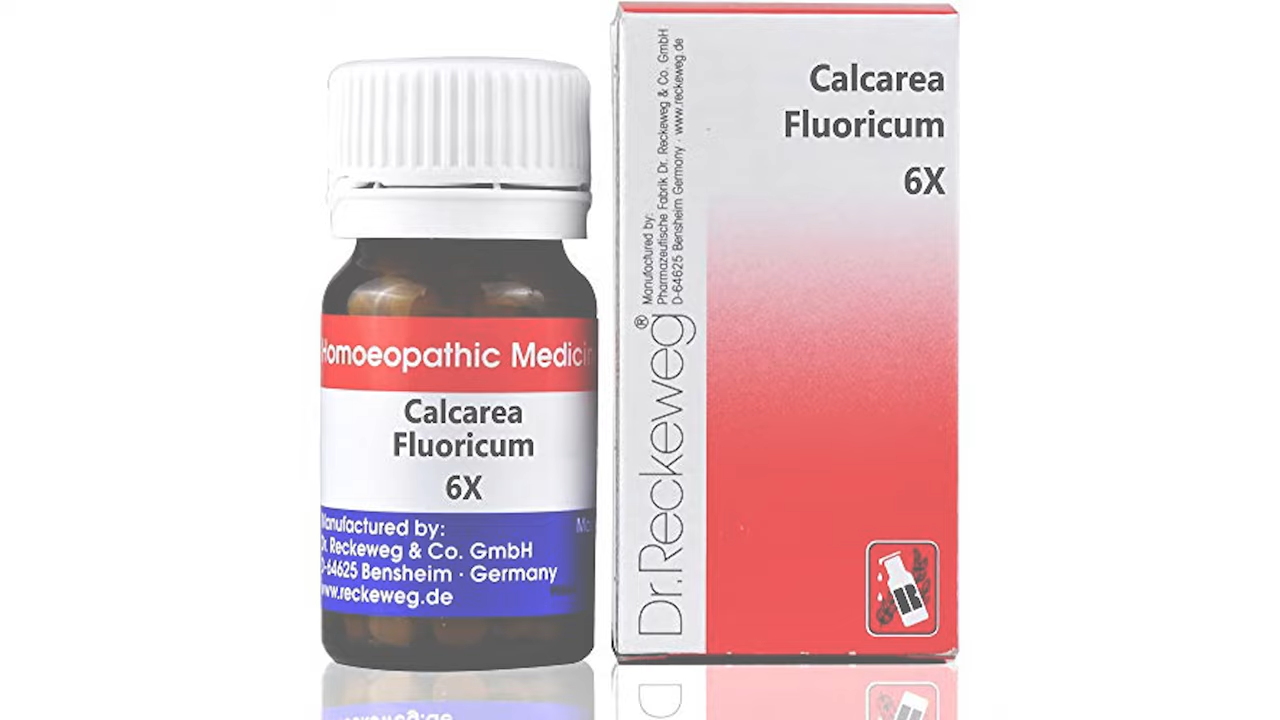 Homoeopathic Medicin
Calcarea
Fluoricum
6X
Manufactured by:
Dr. Reckeweg & Co. GmbH
D-64625 Bensheim · Germany
www.reckeweg.de
Calcarea
Fluoricum
6X
Manufactured by:
Pharmazeutische Fabrik Dr. Reckeweg & Co. GmbH
D-64625 Bensheim Germany · www.reckeweg.de
Dr.Reckeweg®
R